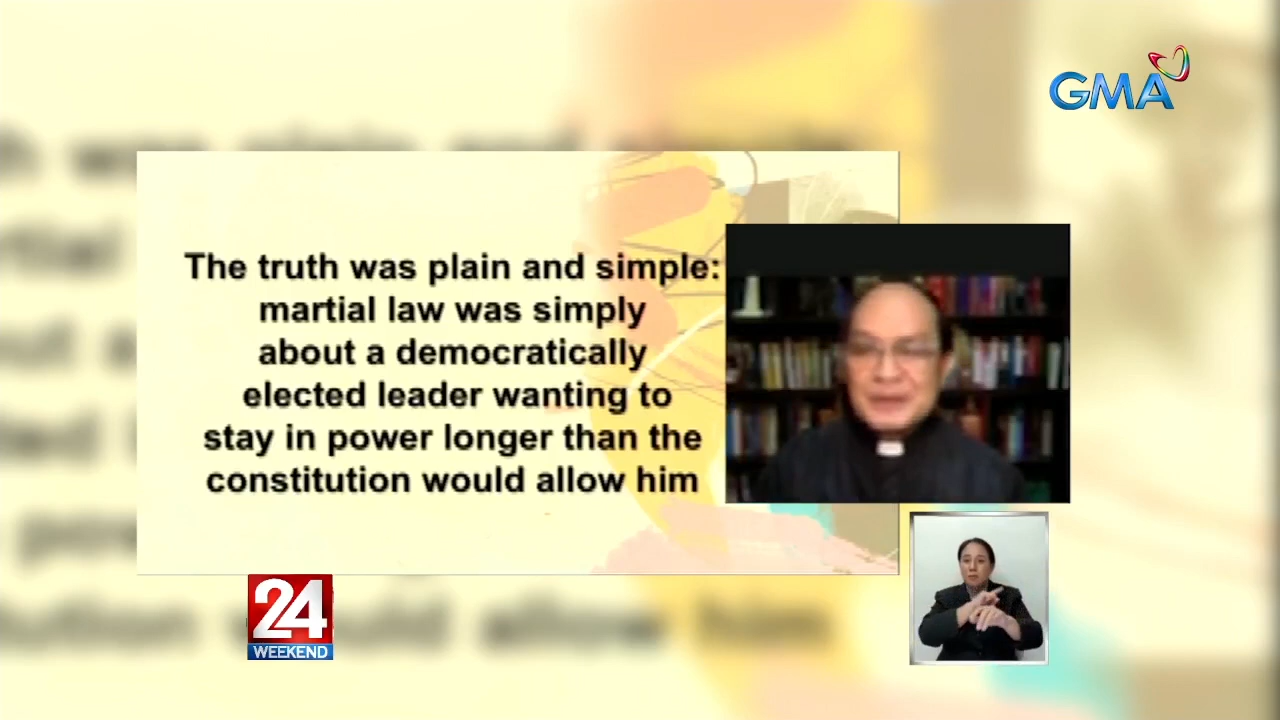 GMA
The truth was plain and simple:
martial law was simply
about a democratically
elected leader wanting to
stay in power longer than the
constitution would allow him
24
WEEKEND